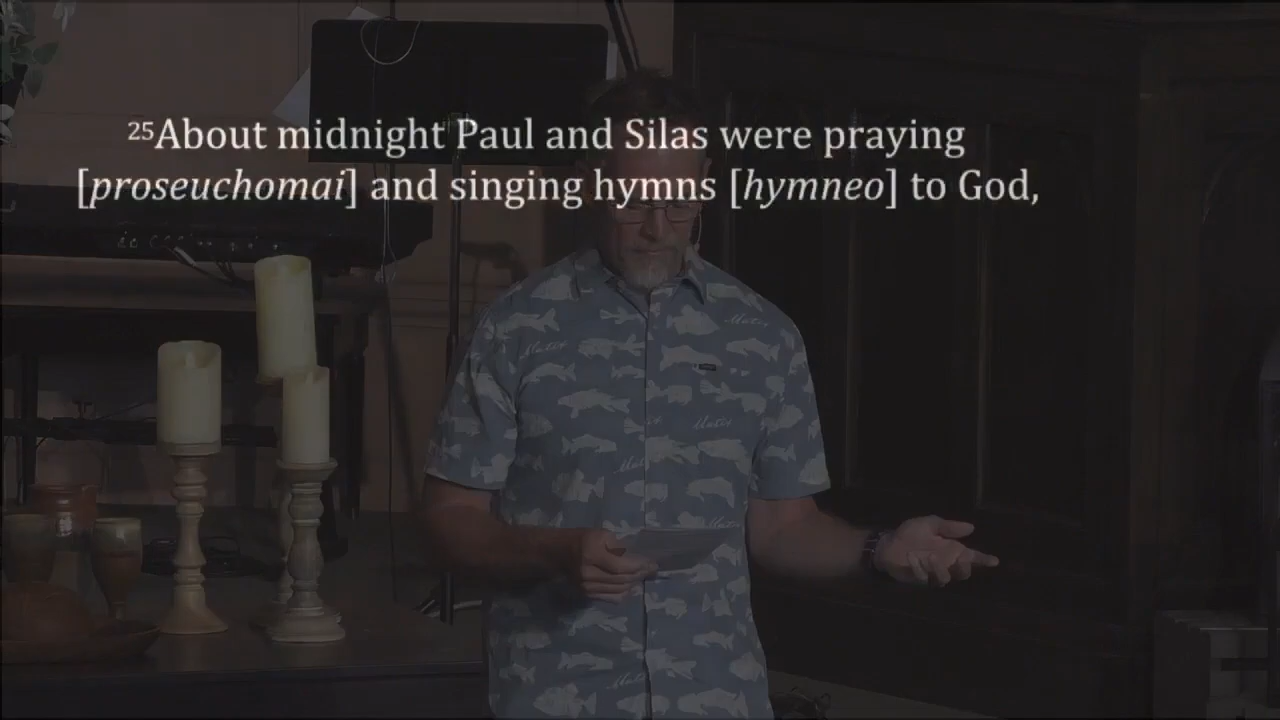 ²⁵About midnight Paul and Silas were praying
[proseuchomai] and singing hymns [hymneo] to God,